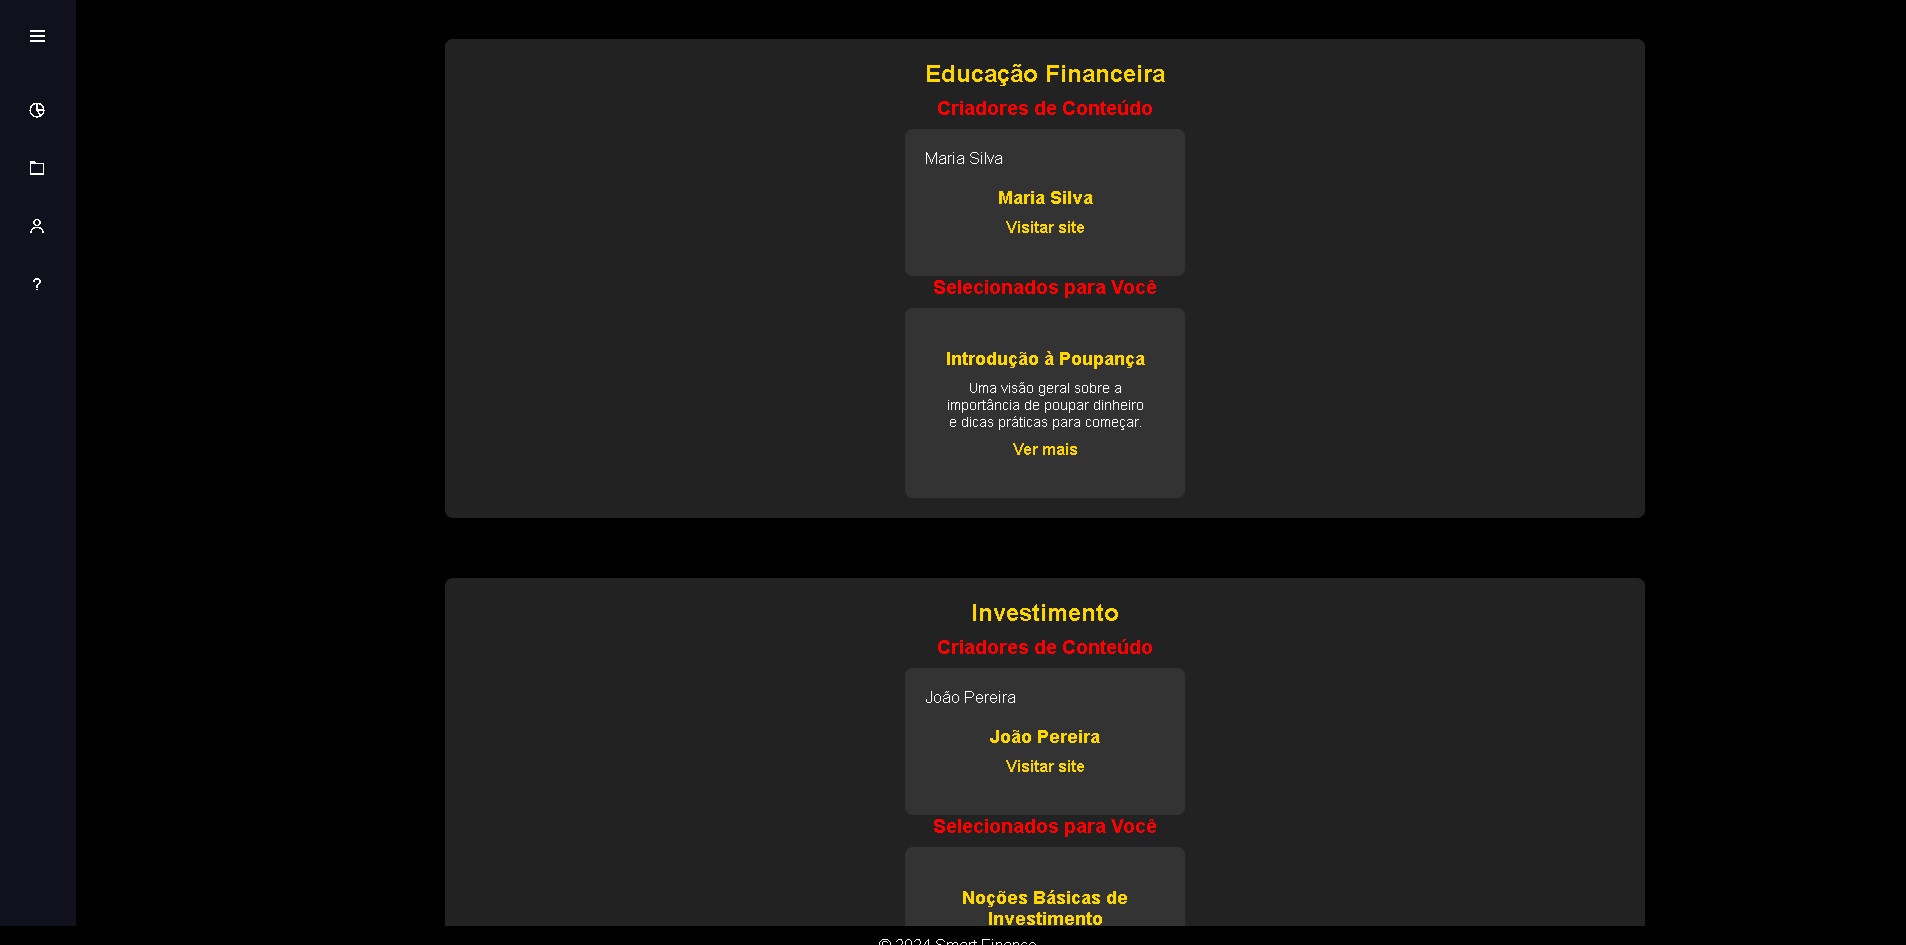 ?
Educação Financeira
Criadores de Conteúdo
Maria Silva
Maria Silva
Visitar site
Selecionados para Você
Introdução à Poupança
Uma visão geral sobre a
importância de poupar dinheiro
e dicas práticas para começar.
Ver mais
Investimento
Criadores de Conteúdo
João Pereira
João Pereira
Visitar site
Selecionados para Você
Noções Básicas de
Investimento
© 2024 Smart Finance